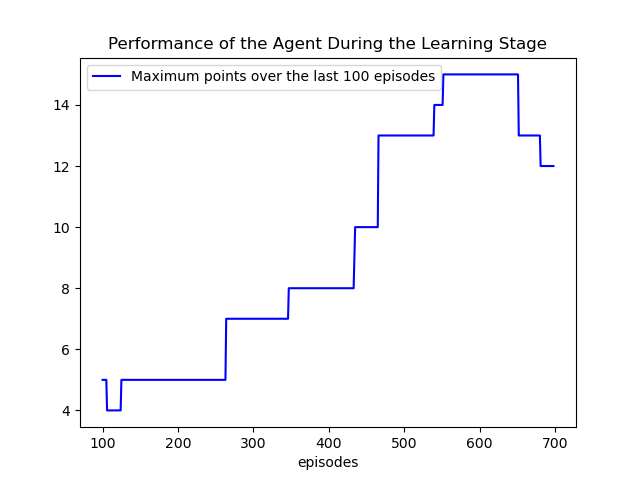 Performance of the Agent During the Learning Stage
Maximum points over the last 100 episodes
14
12
10
8
6
4
100 200 300 400 500 600 700
episodes